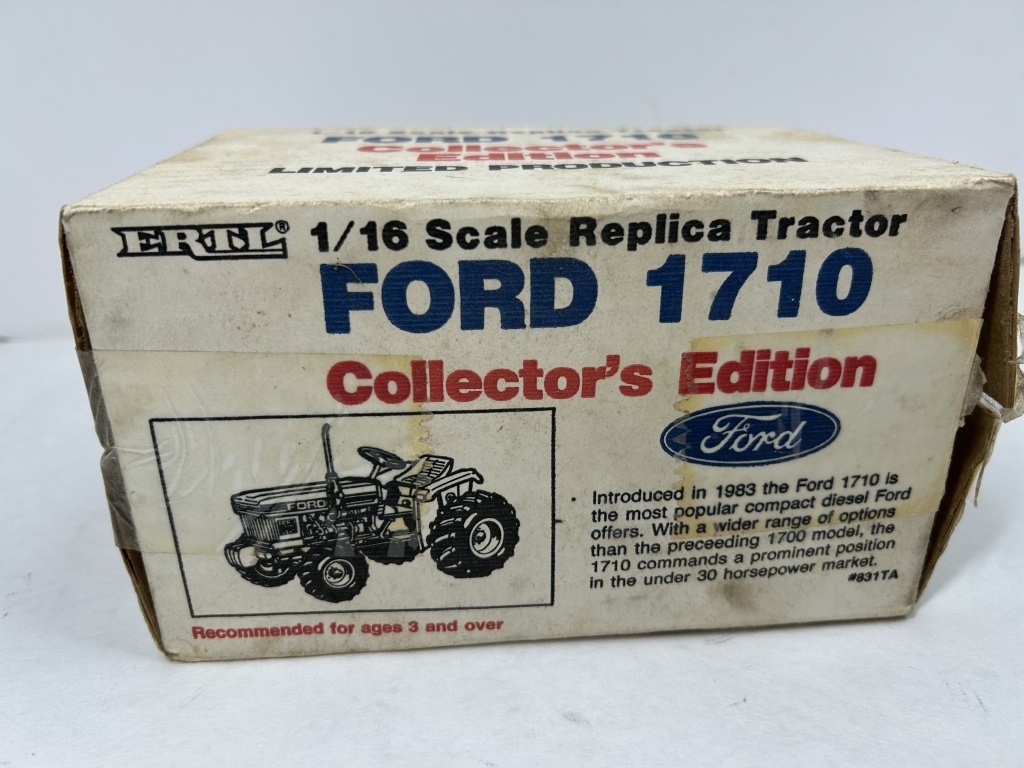 FORD 1710
Collector's
Edition
LIMITED PRODUCTION
ERTL® 1/16 Scale Replica Tractor
FORD 1710
Collector's Edition
Ford
FORD
Introduced in 1983 the Ford 1710 is
the most popular compact diesel Ford
offers. With a wider range of options
than the preceeding 1700 model, the
1710 commands a prominent position
in the under 30 horsepower market.
#831TA
Recommended for ages 3 and over